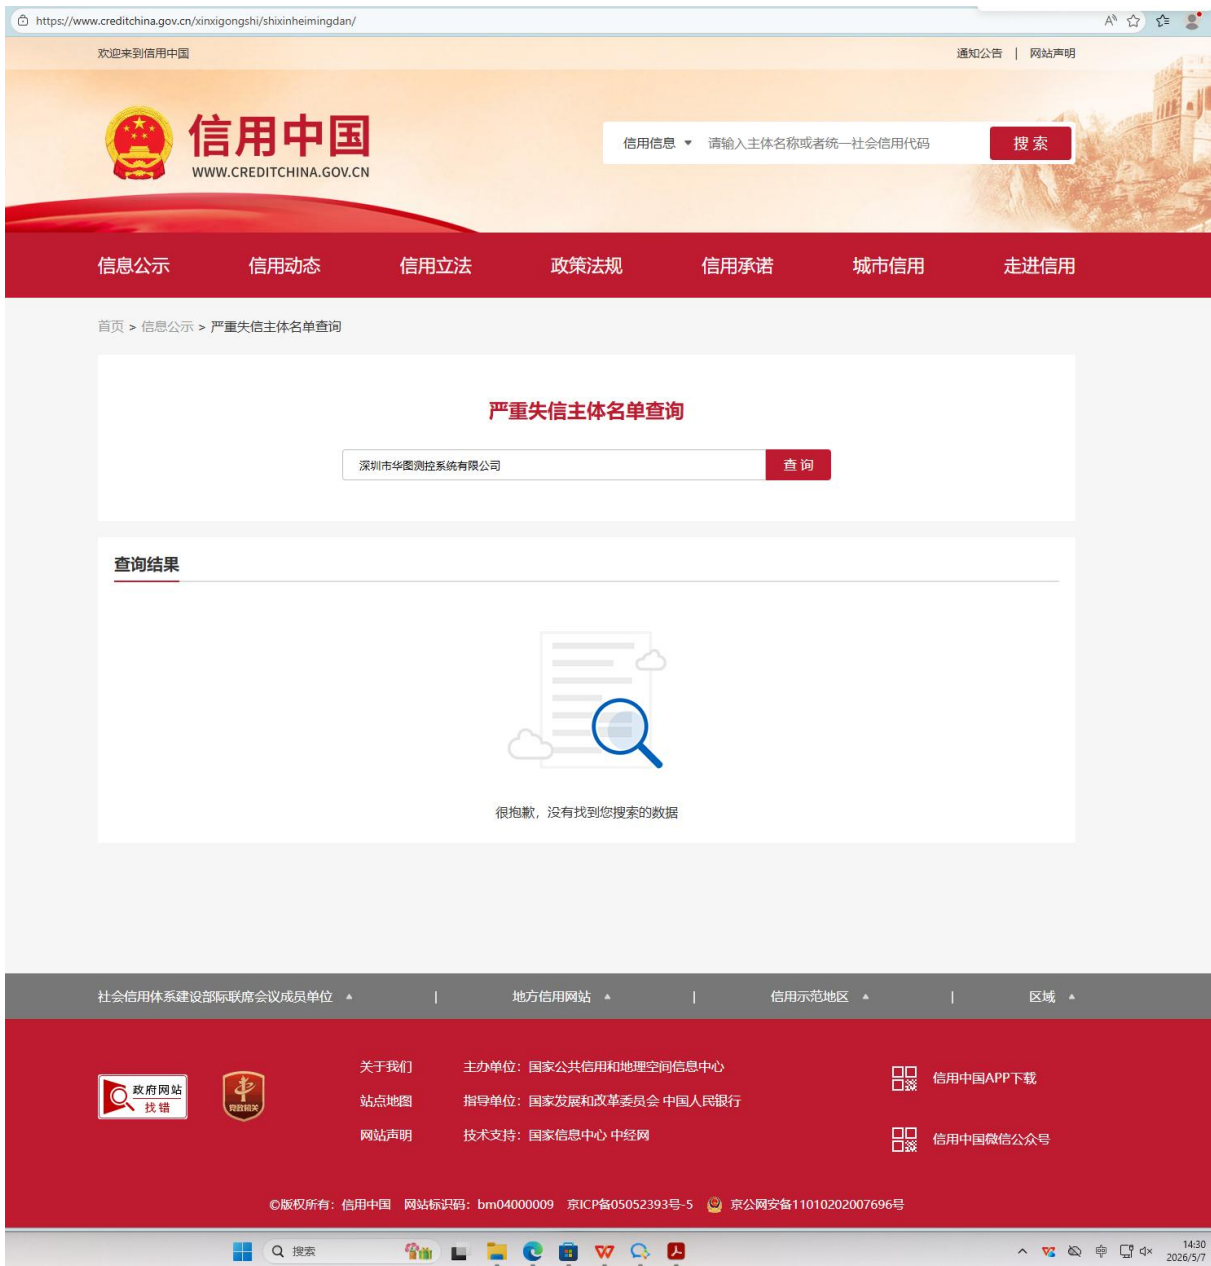 https://www.creditchina.gov.cn/xinxigongshi/shixinheimingdan/
欢迎来到信用中国
通知公告 | 网站声明
信用中国
WWW.CREDITCHINA.GOV.CN
信用信息 请输入主体名称或者统一社会信用代码 搜索
信息公示 信用动态 信用立法 政策法规 信用承诺 城市信用 走进信用
首页 > 信息公示 > 严重失信主体名单查询
严重失信主体名单查询
深圳市华图测控系统有限公司 查询
查询结果
很抱歉，没有找到您搜索的数据
社会信用体系建设部际联席会议成员单位 | 地方信用网站 | 信用示范地区 | 区域
政府网站
找错
党政机关
关于我们 主办单位：国家公共信用和地理空间信息中心
信用中国APP下载
站点地图 指导单位：国家发展和改革委员会 中国人民银行
网站声明 技术支持：国家信息中心 中经网
信用中国微信公众号
©版权所有：信用中国 网站标识码：bm04000009 京ICP备05052393号-5 京公网安备11010202007696号
搜索
中
14:30
2026/5/7